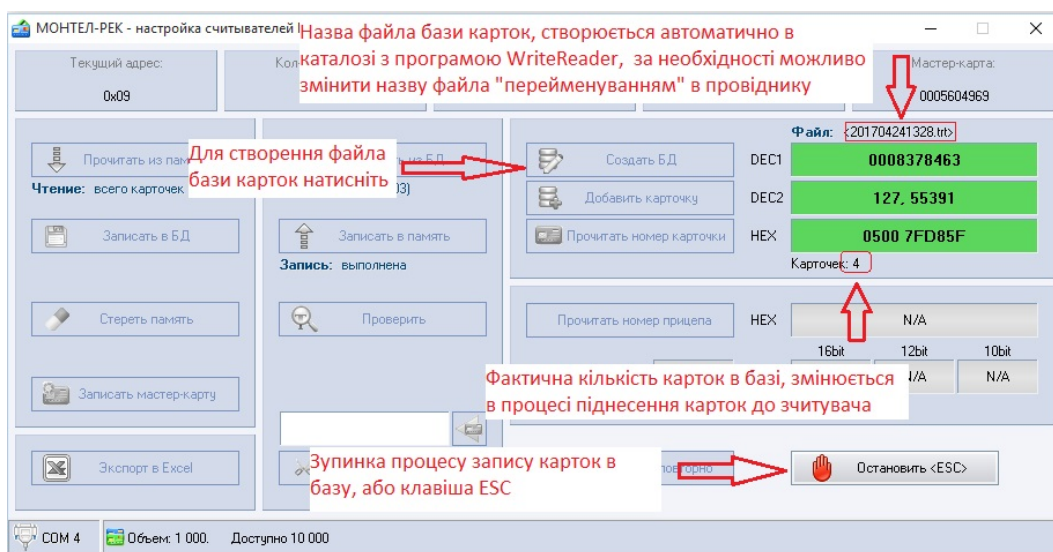 МОНТЕЛ-РЕК - настройка считывателей
Назва файла бази карток, створюється автоматично в
каталозі з програмою WriteReader, за необхідності можливо
змінити назву файла "перейменуванням" в провіднику
Текущий адрес:
0x09
Кол-
Мастер-карта:
0005604969
Файл: <201704241328.trt>
Прочитать из
Для створення файла
бази карток натисніть
из БД
Чтение: всего карточек
03)
Создать БД
DEC1
0008378463
Добавить карточку
DEC2
127, 55391
Записать в БД
Записать в память
Прочитать номер карточки
HEX
0500 7FD85F
Запись: выполнена
Карточек: 4
Стереть память
Проверить
Прочитать номер прицепа
HEX
N/A
16bit
12bit
10bit
N/A
N/A
Фактична кількість карток в базі, змінюється
в процесі піднесення карток до зчитувача
Записать мастер-карту
Экспорт в Excel
Зупинка процесу запису карток в
базу, або клавіша ESC
Остановить <ESC>
COM 4
Объем: 1 000.
Доступно 10 000